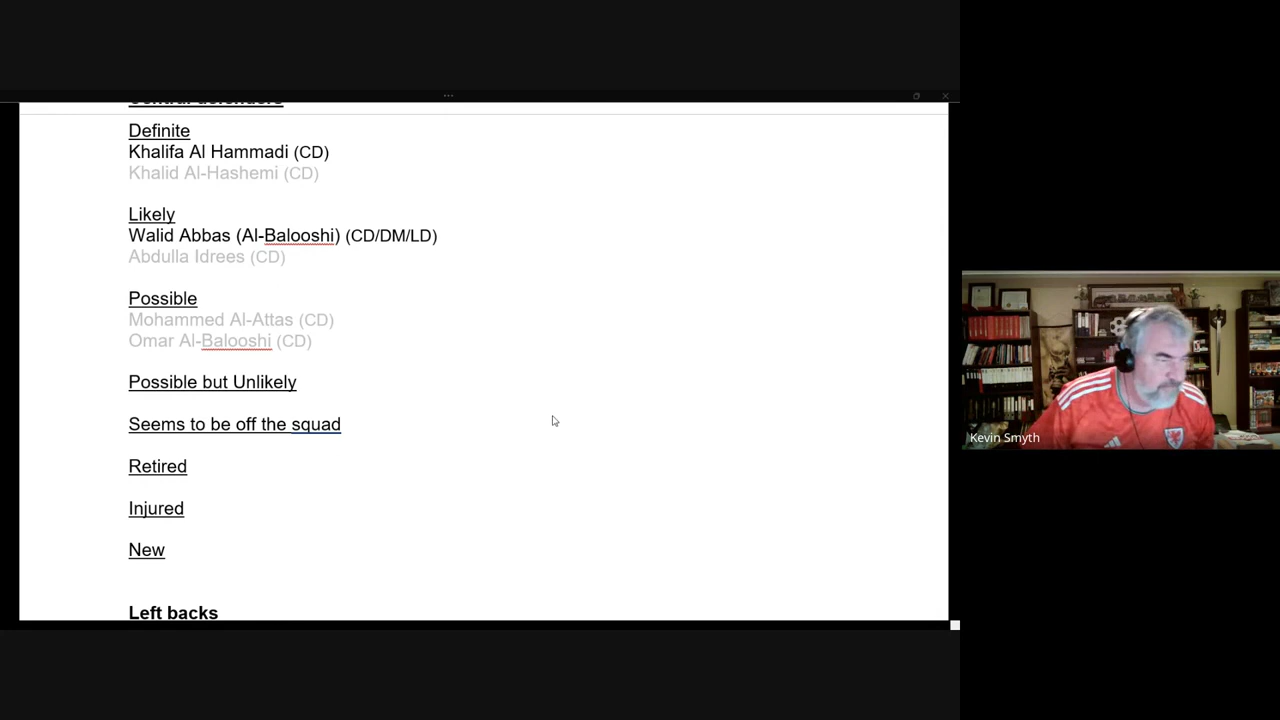 Central defenders
Definite
Khalifa Al Hammadi (CD)
Khalid Al-Hashemi (CD)
Likely
Walid Abbas (Al-Balooshi) (CD/DM/LD)
Abdulla Idrees (CD)
Possible
Mohammed Al-Attas (CD)
Omar Al-Balooshi (CD)
Possible but Unlikely
Seems to be off the squad
Retired
Injured
New
Left backs
Kevin Smyth